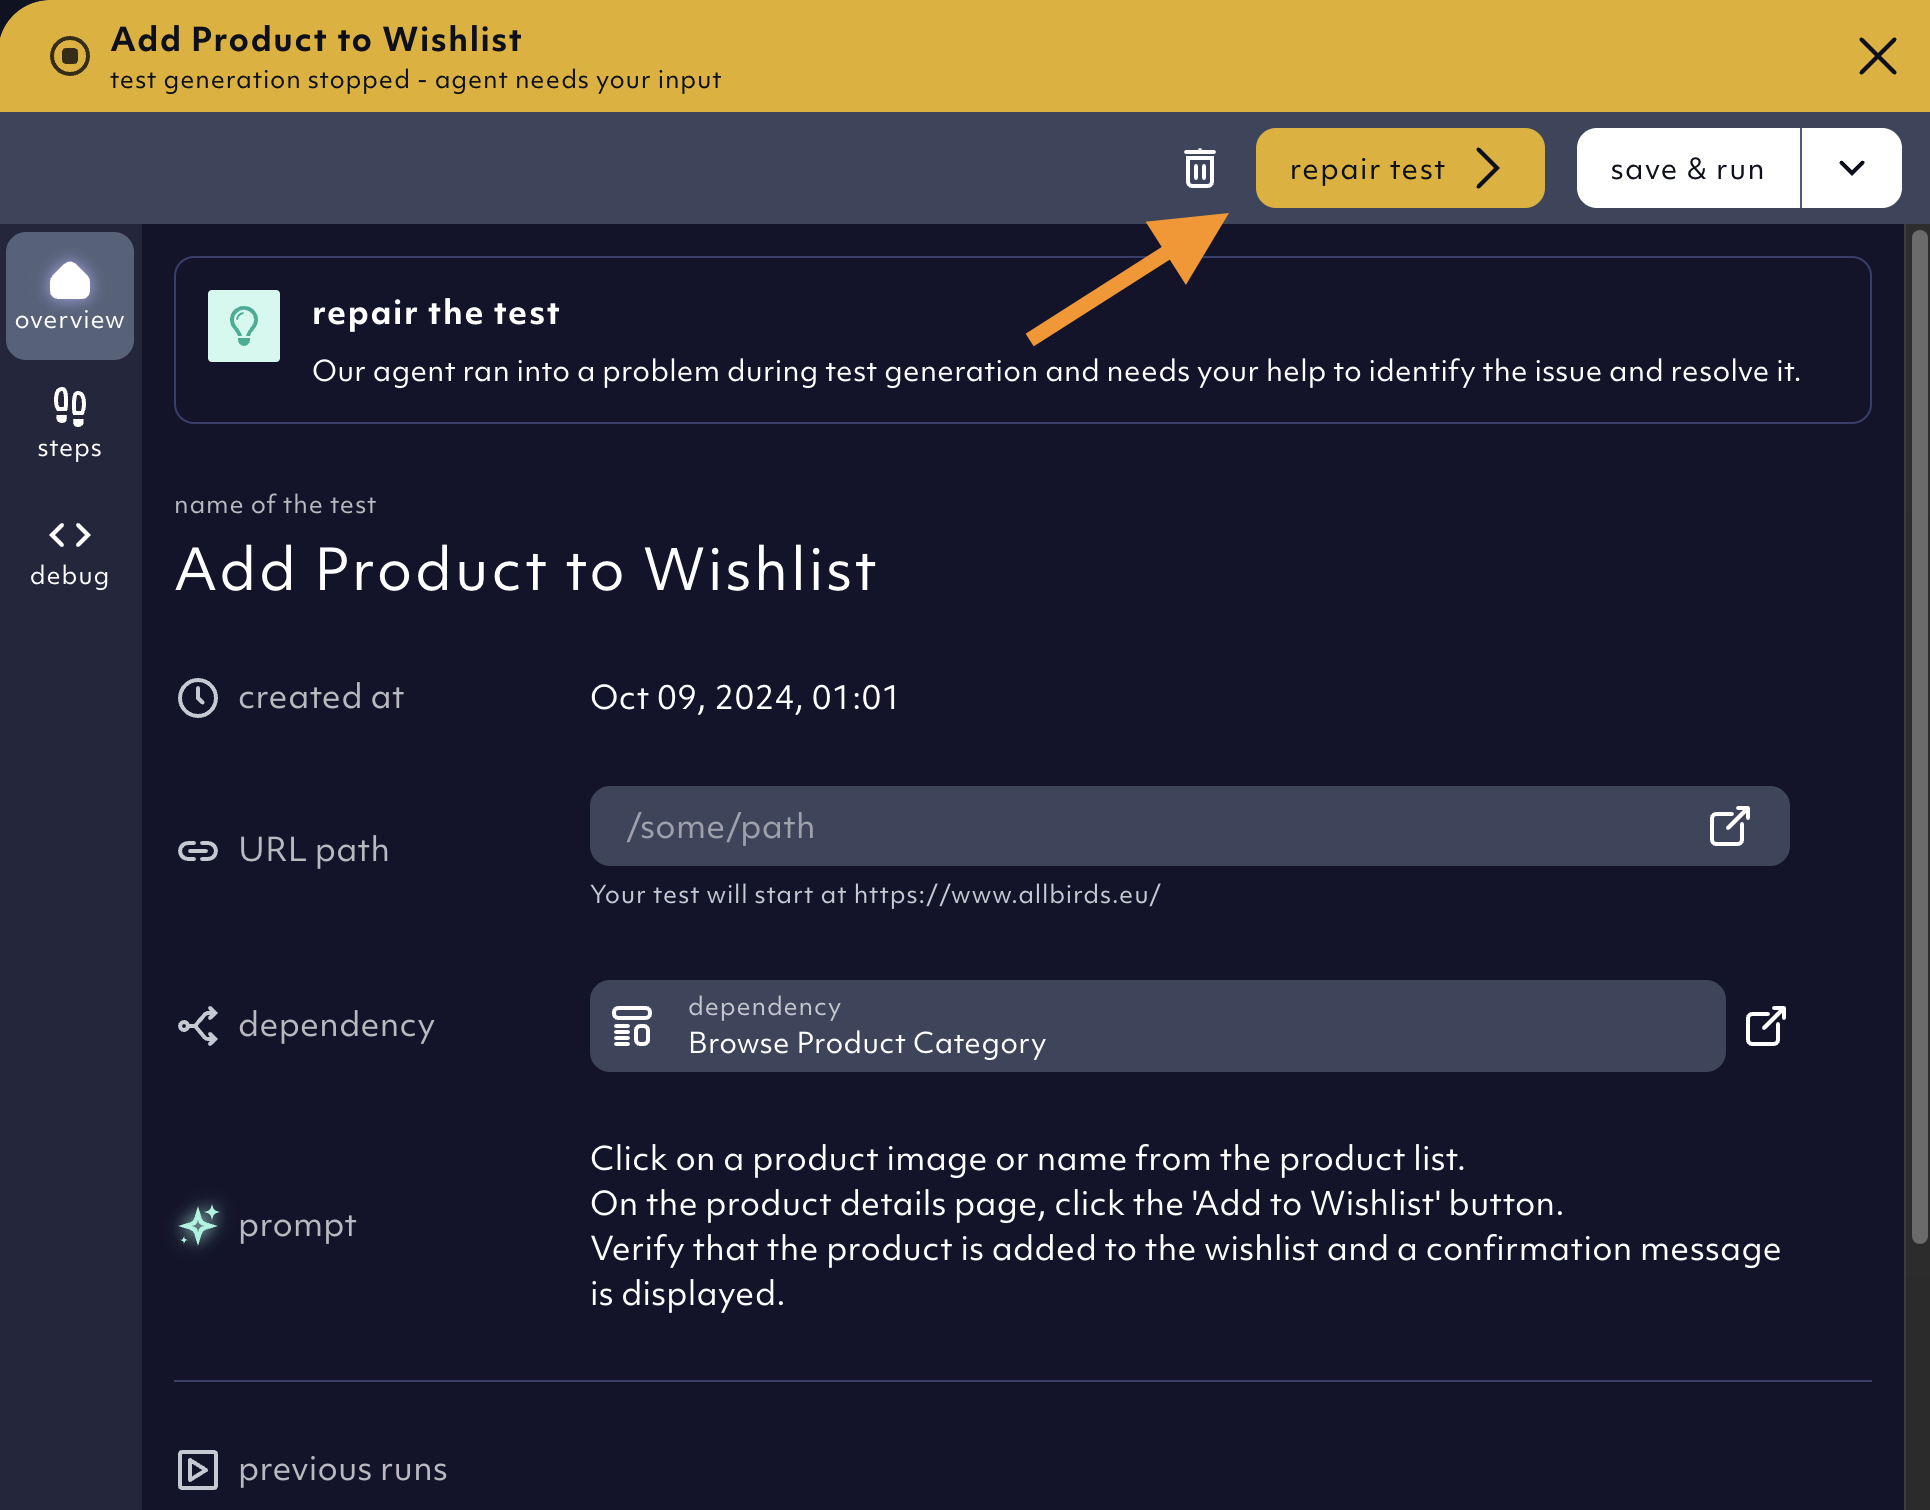 Add Product to Wishlist
test generation stopped - agent needs your input
repair test
save & run
overview
steps
debug
repair the test
Our agent ran into a problem during test generation and needs your help to identify the issue and resolve it.
name of the test
Add Product to Wishlist
created at
Oct 09, 2024, 01:01
URL path
/some/path
Your test will start at https://www.allbirds.eu/
dependency
dependency
Browse Product Category
prompt
Click on a product image or name from the product list.
On the product details page, click the 'Add to Wishlist' button.
Verify that the product is added to the wishlist and a confirmation message
is displayed.
previous runs